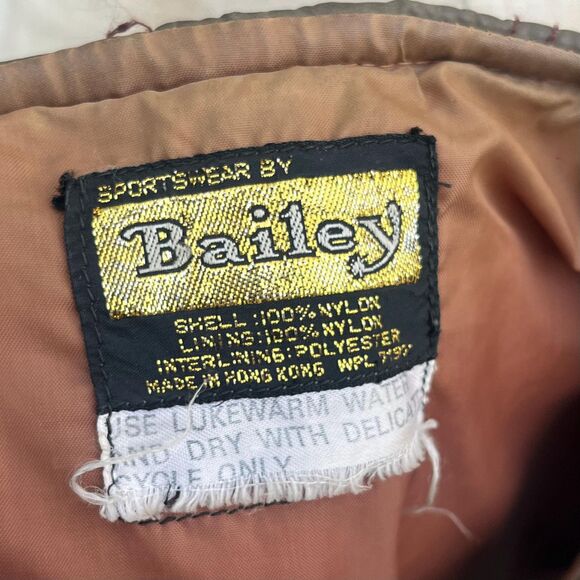 SPORTSWEAR BY
Bailey
SHELL:100% NYLON
LINING:100% NYLON
INTERLINING:POLYESTER
MADE IN HONG KONG WPL
USE LUKEWARM WATER
AND DRY WITH DELICATE
CYCLE ONLY